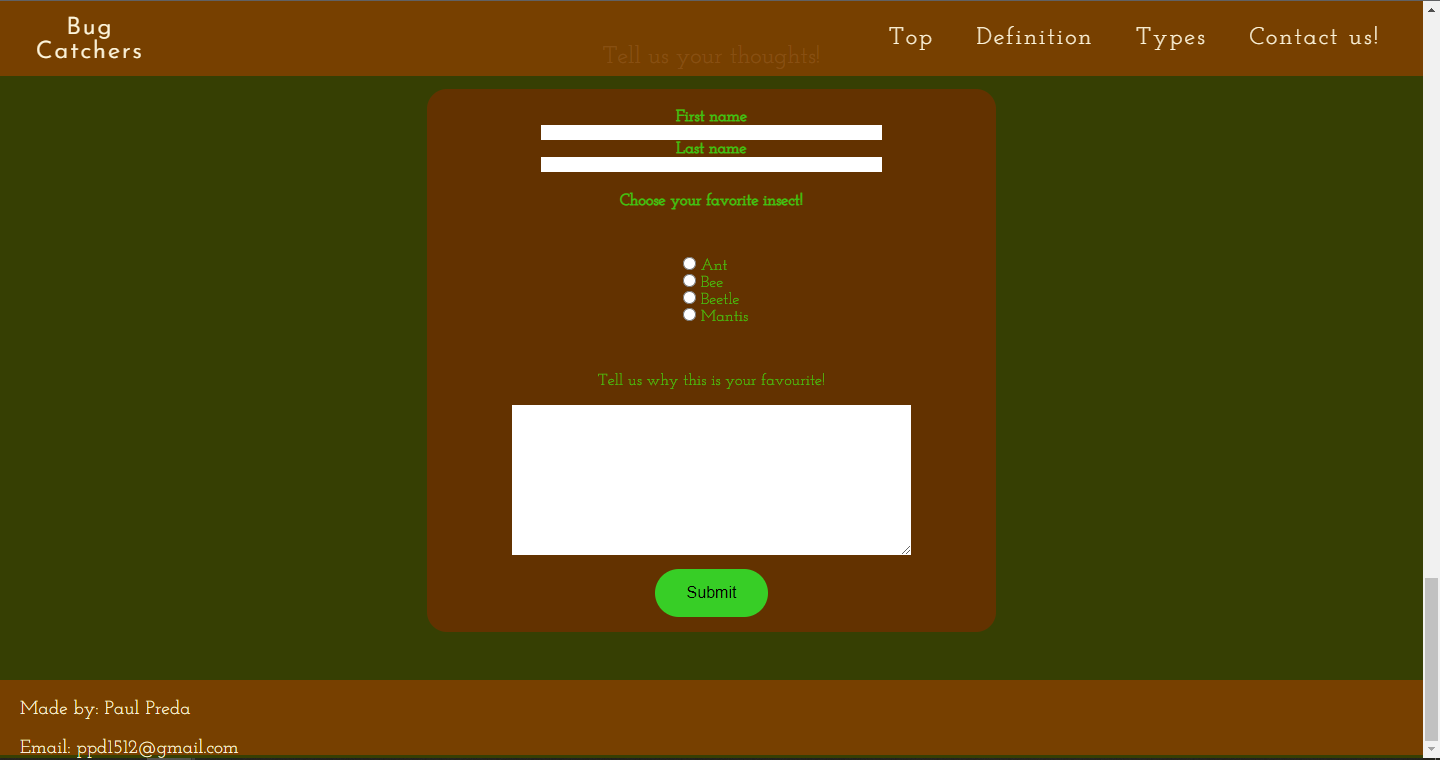 Bug
Catchers
Top Definition Types Contact us!
Tell us your thoughts!
First name
Last name
Choose your favorite insect!
Ant
Bee
Beetle
Mantis
Tell us why this is your favourite!
Submit
Made by: Paul Preda
Email: ppd1512@gmail.com